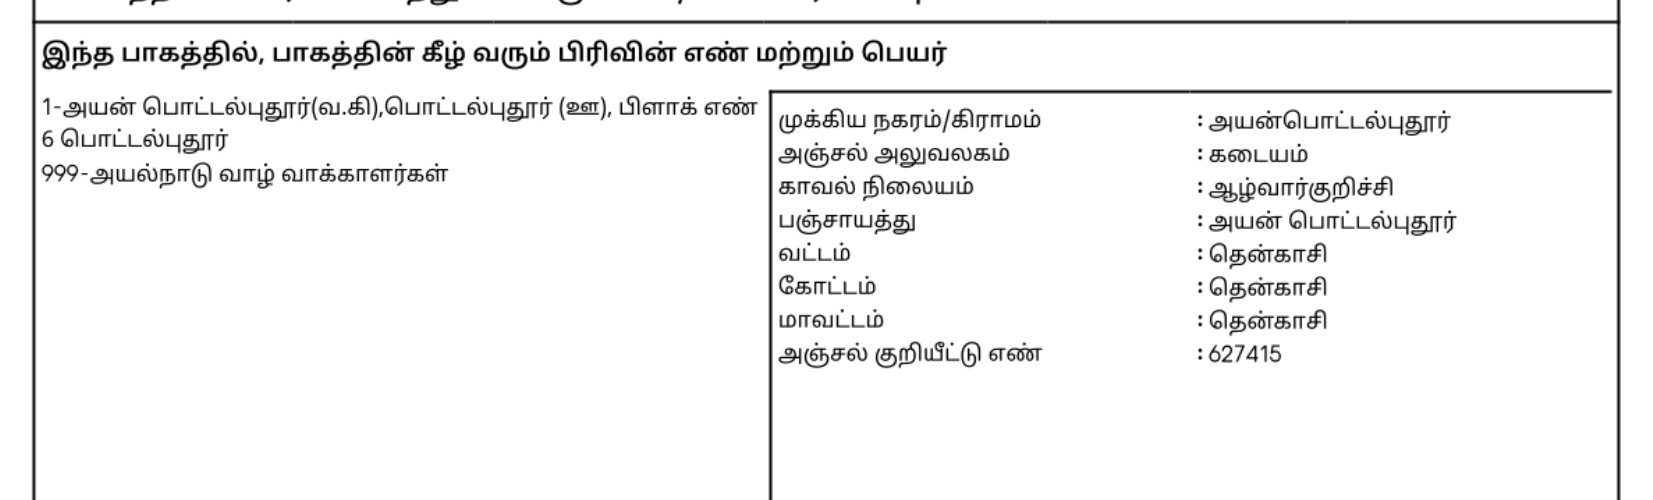 இந்த பாகத்தில், பாகத்தின் கீழ் வரும் பிரிவின் எண் மற்றும் பெயர்
1-அயன் பொட்டல்புதூர்(வ.கி),பொட்டல்புதூர் (ஊ), பிளாக் எண்
6 பொட்டல்புதூர்
999-அயல்நாடு வாழ் வாக்காளர்கள்
முக்கிய நகரம்/கிராமம் : அயன்பொட்டல்புதூர்
அஞ்சல் அலுவலகம் : கடையம்
காவல் நிலையம் : ஆழ்வார்குறிச்சி
பஞ்சாயத்து : அயன் பொட்டல்புதூர்
வட்டம் : தென்காசி
கோட்டம் : தென்காசி
மாவட்டம் : தென்காசி
அஞ்சல் குறியீட்டு எண் : 627415